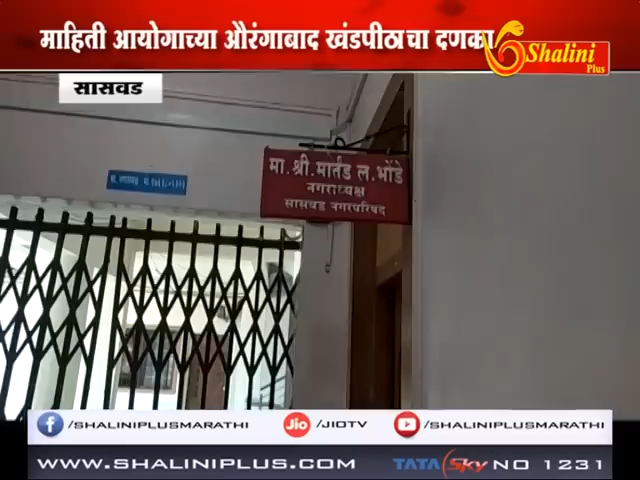 माहिती आयोगाच्या औरंगाबाद खंडपीठाचा दणका
Shalini
Plus
सासवड
मा.श्री.मार्तंड ल.भोंडे
नगराध्यक्ष
सासवड नगरपरिषद
/SHALINIPLUSMARATHI
Jio /JIOTV
/SHALINIPLUSMARATHI
WWW.SHALINIPLUS.COM
TATA Sky NO 1231